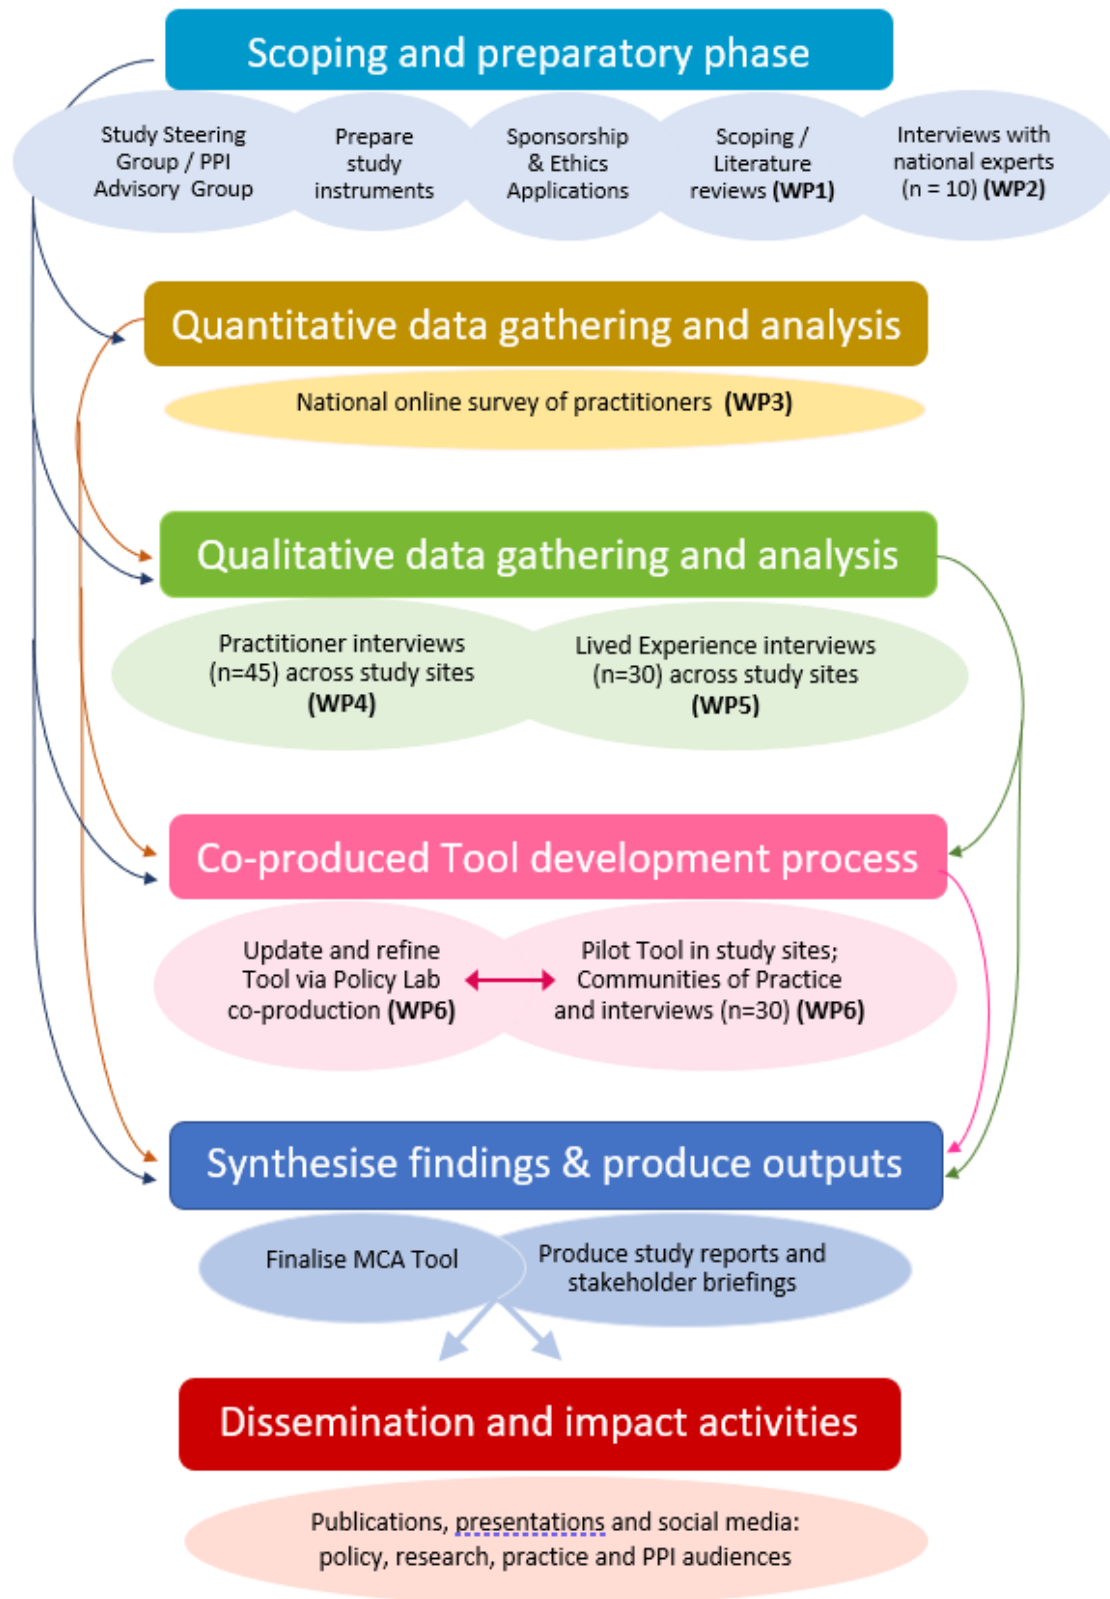 Scoping and preparatory phase
Study Steering
Group / PPI
Advisory Group
Prepare
study
instruments
Sponsorship
& Ethics
Applications
Scoping /
Literature
reviews (WP1)
Interviews with
national experts
(n = 10) (WP2)
Quantitative data gathering and analysis
National online survey of practitioners (WP3)
Qualitative data gathering and analysis
Practitioner interviews
(n=45) across study sites
(WP4)
Lived Experience interviews
(n=30) across study sites
(WP5)
Co-produced Tool development process
Update and refine
Tool via Policy Lab
co-production (WP6)
Pilot Tool in study sites;
Communities of Practice
and interviews (n=30) (WP6)
Synthesise findings & produce outputs
Finalise MCA Tool
Produce study reports and
stakeholder briefings
Dissemination and impact activities
Publications, presentations and social media:
policy, research, practice and PPI audiences